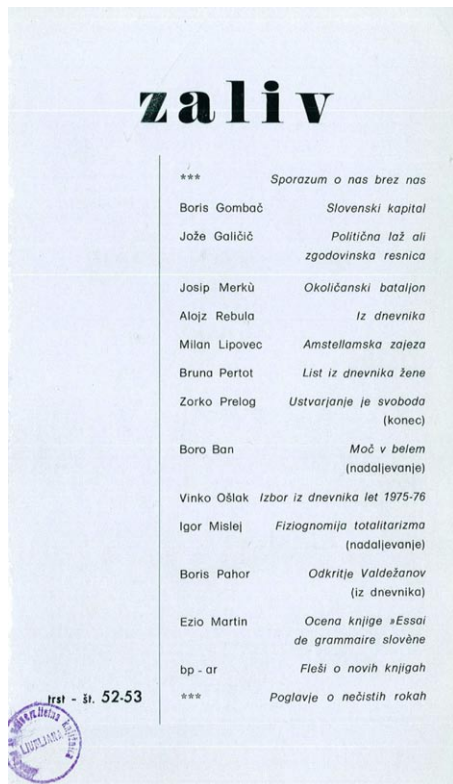 zaliv
*** Sporazum o nas brez nas
Boris Gombač Slovenski kapital
Jože Galičič Politična laž ali
zgodovinska resnica
Josip Merkù Okoličanski bataljon
Alojz Rebula Iz dnevnika
Milan Lipovec Amstellamska zajeza
Bruna Pertot List iz dnevnika žene
Zorko Prelog Ustvarjanje je svoboda
(konec)
Boro Ban Moč v belem
(nadaljevanje)
Vinko Ošlak Izbor iz dnevnika let 1975-76
Igor Mislej Fiziognomija totalitarizma
(nadaljevanje)
Boris Pahor Odkritje Valdežanov
(iz dnevnika)
Ezio Martin Ocena knjige »Essai
de grammaire slovène
bp - ar Fleši o novih knjigah
trst - št. 52-53 *** Poglavje o nečistih rokah
LJUBLJANA